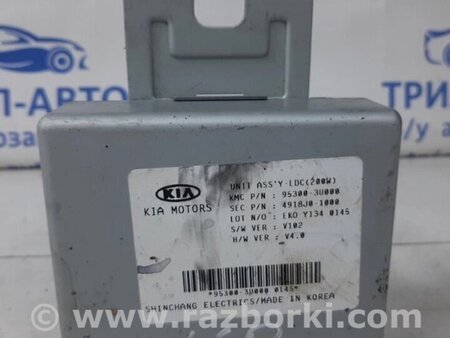 П-АВТО
ТРИ
UNIT ASS'Y-LDC(200W)
KIA
KMC P/N : 95300-3U000
KIA MOTORS
SEC P/N : 4918J0-1000
LOT N/O : EKO Y134 0145
S/W VER : V102
H/W VER : V4.0
*95300-3U000 0145*
SHINCHANG ELECTRICS/MADE IN KOREA
© www.razborki.com